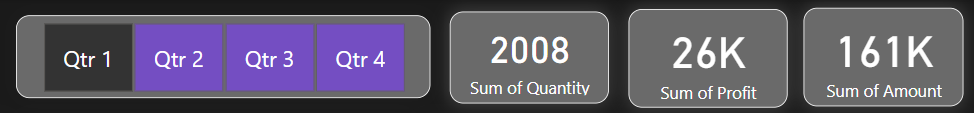 Qtr 1 Qtr 2 Qtr 3 Qtr 4
2008
Sum of Quantity
26K
Sum of Profit
161K
Sum of Amount